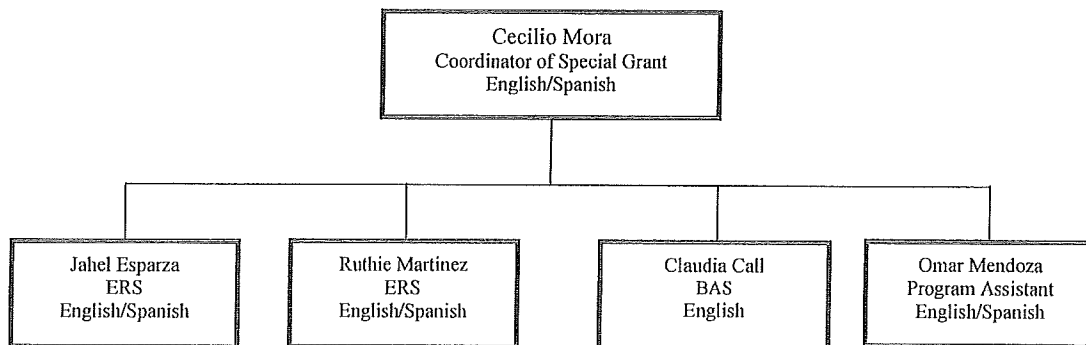 Cecilio Mora
Coordinator of Special Grant
English/Spanish
Jahel Esparza
ERS
English/Spanish
Ruthie Martinez
ERS
English/Spanish
Claudia Call
BAS
English
Omar Mendoza
Program Assistant
English/Spanish